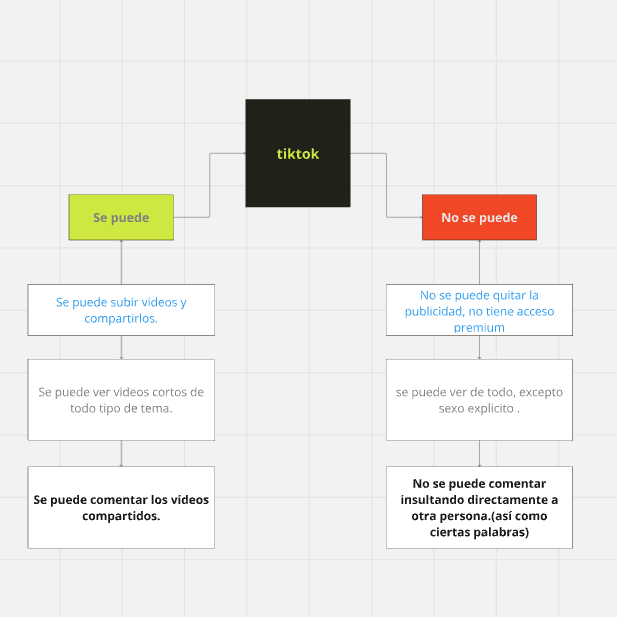 tiktok
Se puede
No se puede
Se puede subir videos y
compartirlos.
No se puede quitar la
publicidad, no tiene acceso
premium
Se puede ver videos cortos de
todo tipo de tema.
se puede ver de todo, excepto
sexo explicito .
Se puede comentar los videos
compartidos.
No se puede comentar
insultando directamente a
otra persona.(así como
ciertas palabras)